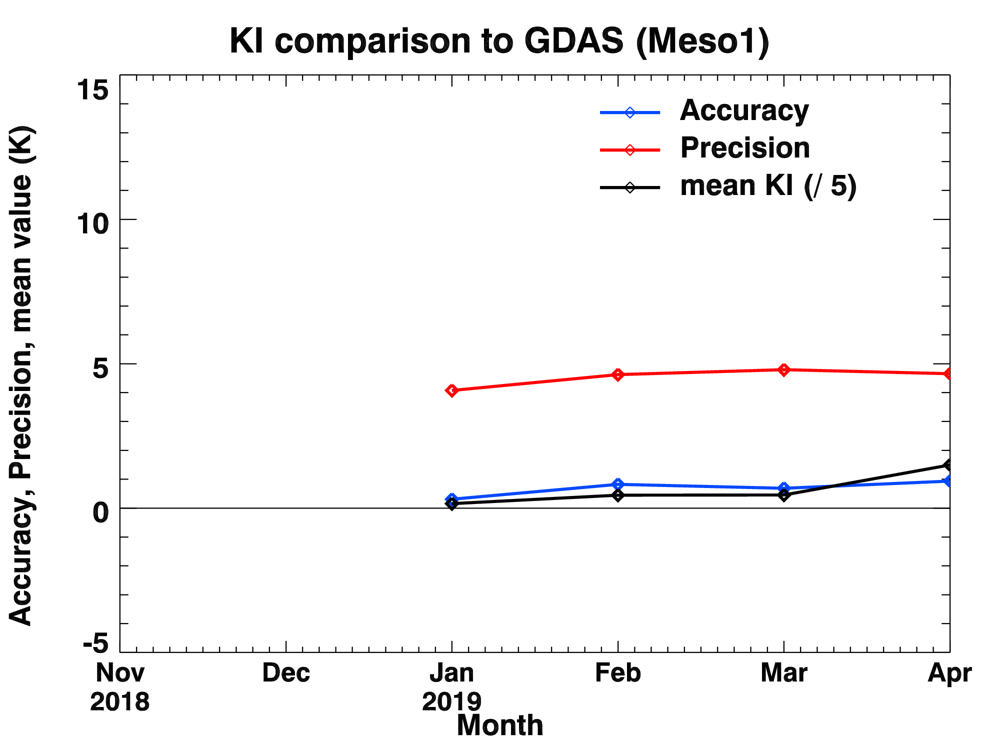 KI comparison to GDAS (Meso1)
15
10
5
0
-5
Accuracy, Precision, mean value (K)
Accuracy
Precision
mean KI (/ 5)
Nov Dec Jan Feb Mar Apr
2018 2019
Month